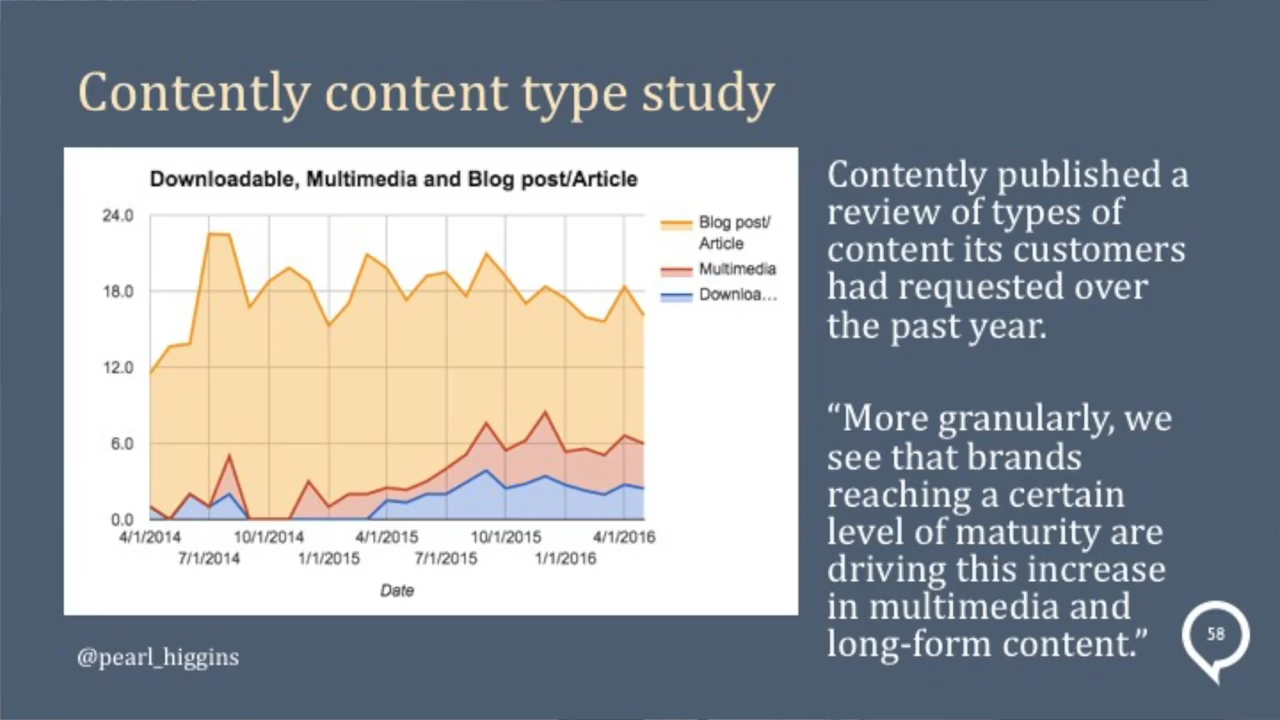 Contently content type study
Downloadable, Multimedia and Blog post/Article
24.0
18.0
12.0
6.0
0.0
4/1/2014
7/1/2014
10/1/2014
1/1/2015
4/1/2015
7/1/2015
10/1/2015
1/1/2016
4/1/2016
Date
Blog post/
Article
Multimedia
Downloa...
Contently published a
review of types of
content its customers
had requested over
the past year.
“More granularly, we
see that brands
reaching a certain
level of maturity are
driving this increase
in multimedia and
long-form content.”
@pearl_higgins
58